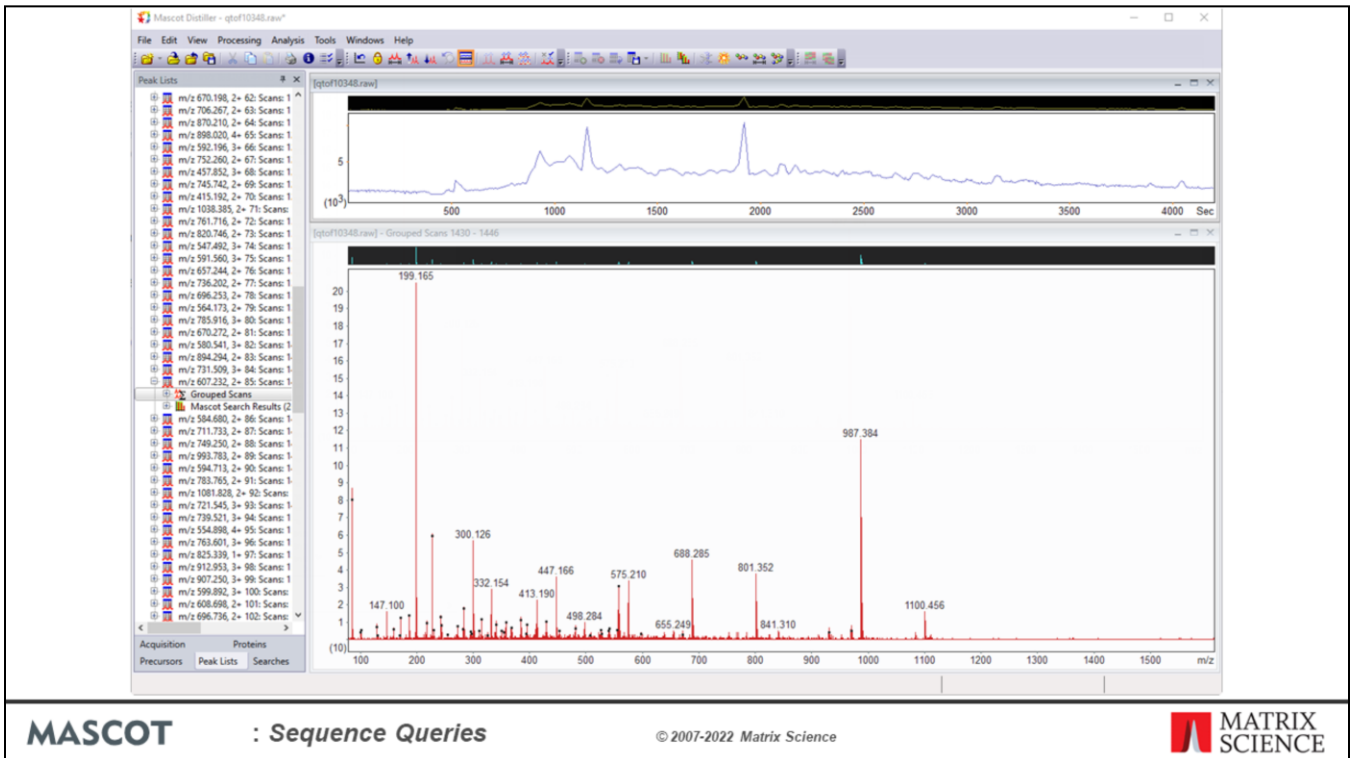 Mascot Distiller - qtof10348.raw*
File Edit View Processing Analysis Tools Windows Help
Peak Lists
m/z 670.198, 2+ 62: Scans: 1
m/z 706.267, 2+ 63: Scans: 1
m/z 870.210, 2+ 64: Scans: 1
m/z 898.020, 4+ 65: Scans: 1
m/z 592.196, 3+ 66: Scans: 1
m/z 752.260, 2+ 67: Scans: 1
m/z 457.852, 3+ 68: Scans: 1
m/z 745.742, 2+ 69: Scans: 1
m/z 415.192, 2+ 70: Scans: 1
m/z 1038.385, 2+ 71: Scans:
m/z 761.716, 2+ 72: Scans: 1
m/z 820.746, 2+ 73: Scans: 1
m/z 547.492, 3+ 74: Scans: 1
m/z 591.560, 3+ 75: Scans: 1
m/z 657.244, 2+ 76: Scans: 1
m/z 736.202, 2+ 77: Scans: 1
m/z 696.253, 2+ 78: Scans: 1
m/z 564.173, 2+ 79: Scans: 1
m/z 785.916, 3+ 80: Scans: 1
m/z 670.272, 2+ 81: Scans: 1
m/z 580.541, 3+ 82: Scans: 1
m/z 894.294, 2+ 83: Scans: 1
m/z 731.509, 3+ 84: Scans: 1
m/z 607.232, 2+ 85: Scans: 1
Grouped Scans
Mascot Search Results (2
m/z 584.680, 2+ 86: Scans: 1
m/z 711.733, 2+ 87: Scans: 1
m/z 749.250, 2+ 88: Scans: 1
m/z 993.783, 2+ 89: Scans: 1
m/z 594.713, 2+ 90: Scans: 1
m/z 783.765, 2+ 91: Scans: 1
m/z 1081.828, 2+ 92: Scans:
m/z 721.545, 3+ 93: Scans: 1
m/z 739.521, 3+ 94: Scans: 1
m/z 554.898, 4+ 95: Scans: 1
m/z 763.601, 3+ 96: Scans: 1
m/z 825.339, 1+ 97: Scans: 1
m/z 912.953, 3+ 98: Scans: 1
m/z 907.250, 3+ 99: Scans: 1
m/z 599.892, 3+ 100: Scans:
m/z 608.698, 2+ 101: Scans:
m/z 696.736, 2+ 102: Scans:
Acquisition Proteins
Precursors Peak Lists Searches
[qtof10348.raw]
5
(10³)
500 1000 1500 2000 2500 3000 3500 4000 Sec
[qtof10348.raw] - Grouped Scans 1430 - 1446
20
19
18
17
16
15
14
13
12
11
10
9
8
7
6
5
4
3
2
1
(10)
199.165
987.384
300.126
688.285
447.166
575.210
801.352
332.154
413.190
147.100
498.284
655.249
841.310
1100.456
100 200 300 400 500 600 700 800 900 1000 1100 1200 1300 1400 1500 m/z
MASCOT : Sequence Queries © 2007-2022 Matrix Science
MATRIX
SCIENCE